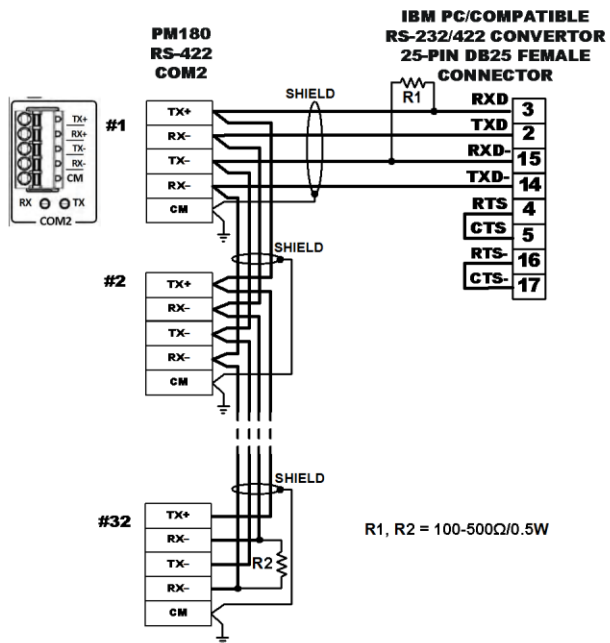 IBM PC/COMPATIBLE
RS-232/422 CONVERTOR
25-PIN DB25 FEMALE
CONNECTOR
PM180
RS-422
COM2
SHIELD
R1
#1
TX+
RX+
TX-
RX-
CM
RX
TX
COM2
TX+
RX–
TX–
RX–
CM
RXD
3
TXD
2
RXD-
15
TXD-
14
RTS
4
CTS
5
RTS-
16
CTS-
17
SHIELD
#2
TX+
RX–
TX–
RX–
CM
SHIELD
#32
TX+
RX–
TX–
RX–
CM
R2
R1, R2 = 100-500Ω/0.5W